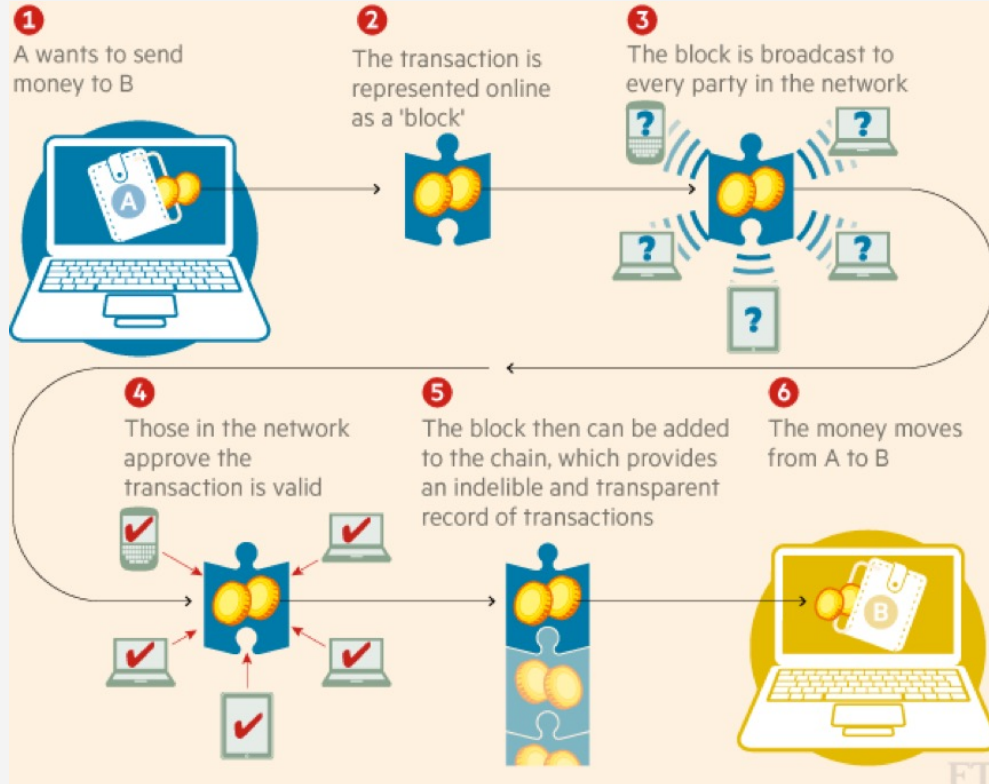 1
A wants to send
money to B
2
The transaction is
represented online
as a 'block'
3
The block is broadcast to
every party in the network
A
?
?
?
?
?
4
Those in the network
approve the
transaction is valid
5
The block then can be added
to the chain, which provides
an indelible and transparent
record of transactions
6
The money moves
from A to B
B
FT